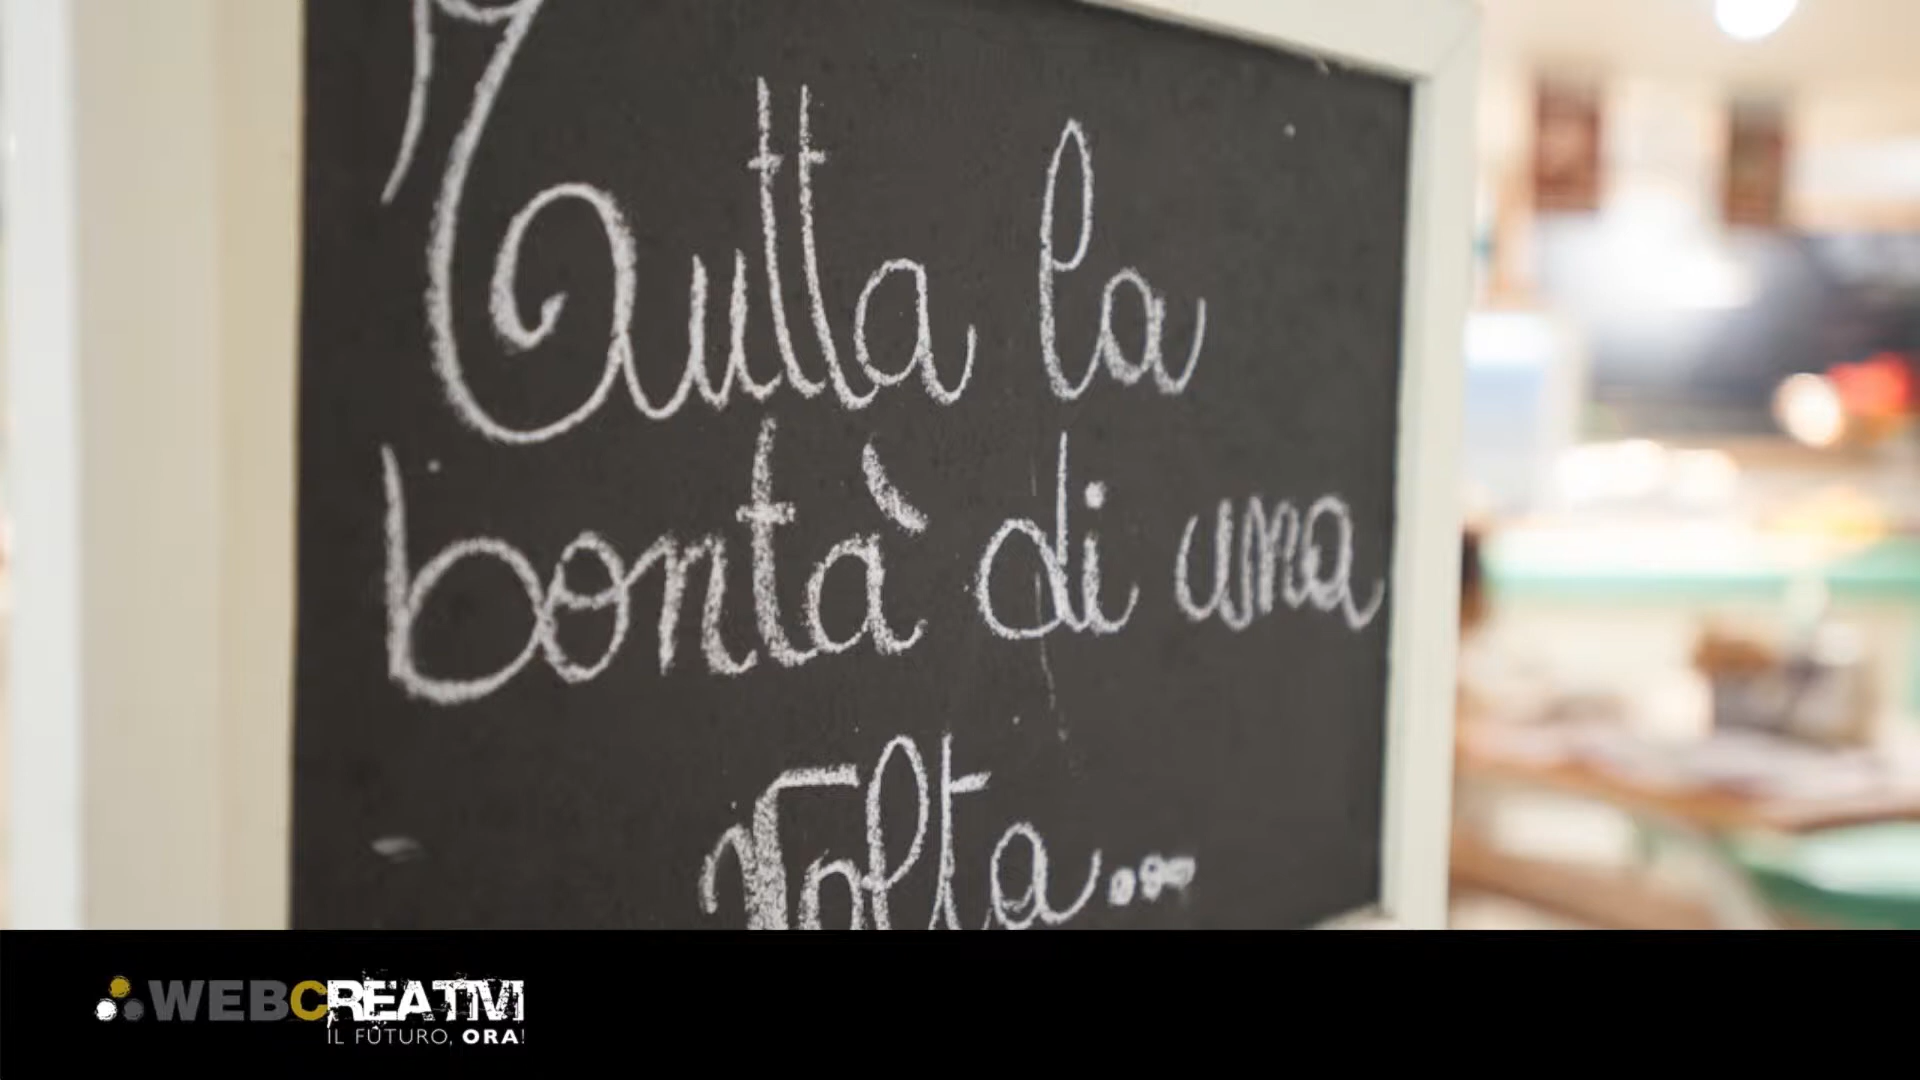 Tutta la
bontà di una
Volta...
WEBCREATIVI
IL FUTURO, ORA!